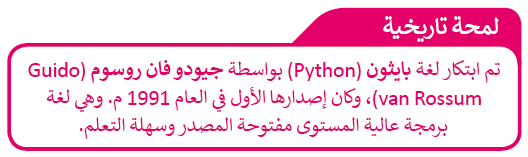 لمحة تاريخية
تم ابتكار لغة بايثون (Python) بواسطة جيودو فان روسوم (Guido
van Rossum)، وكان إصدارها الأول في العام 1991 م. وهي لغة
برمجة عالية المستوى مفتوحة المصدر وسهلة التعلم.